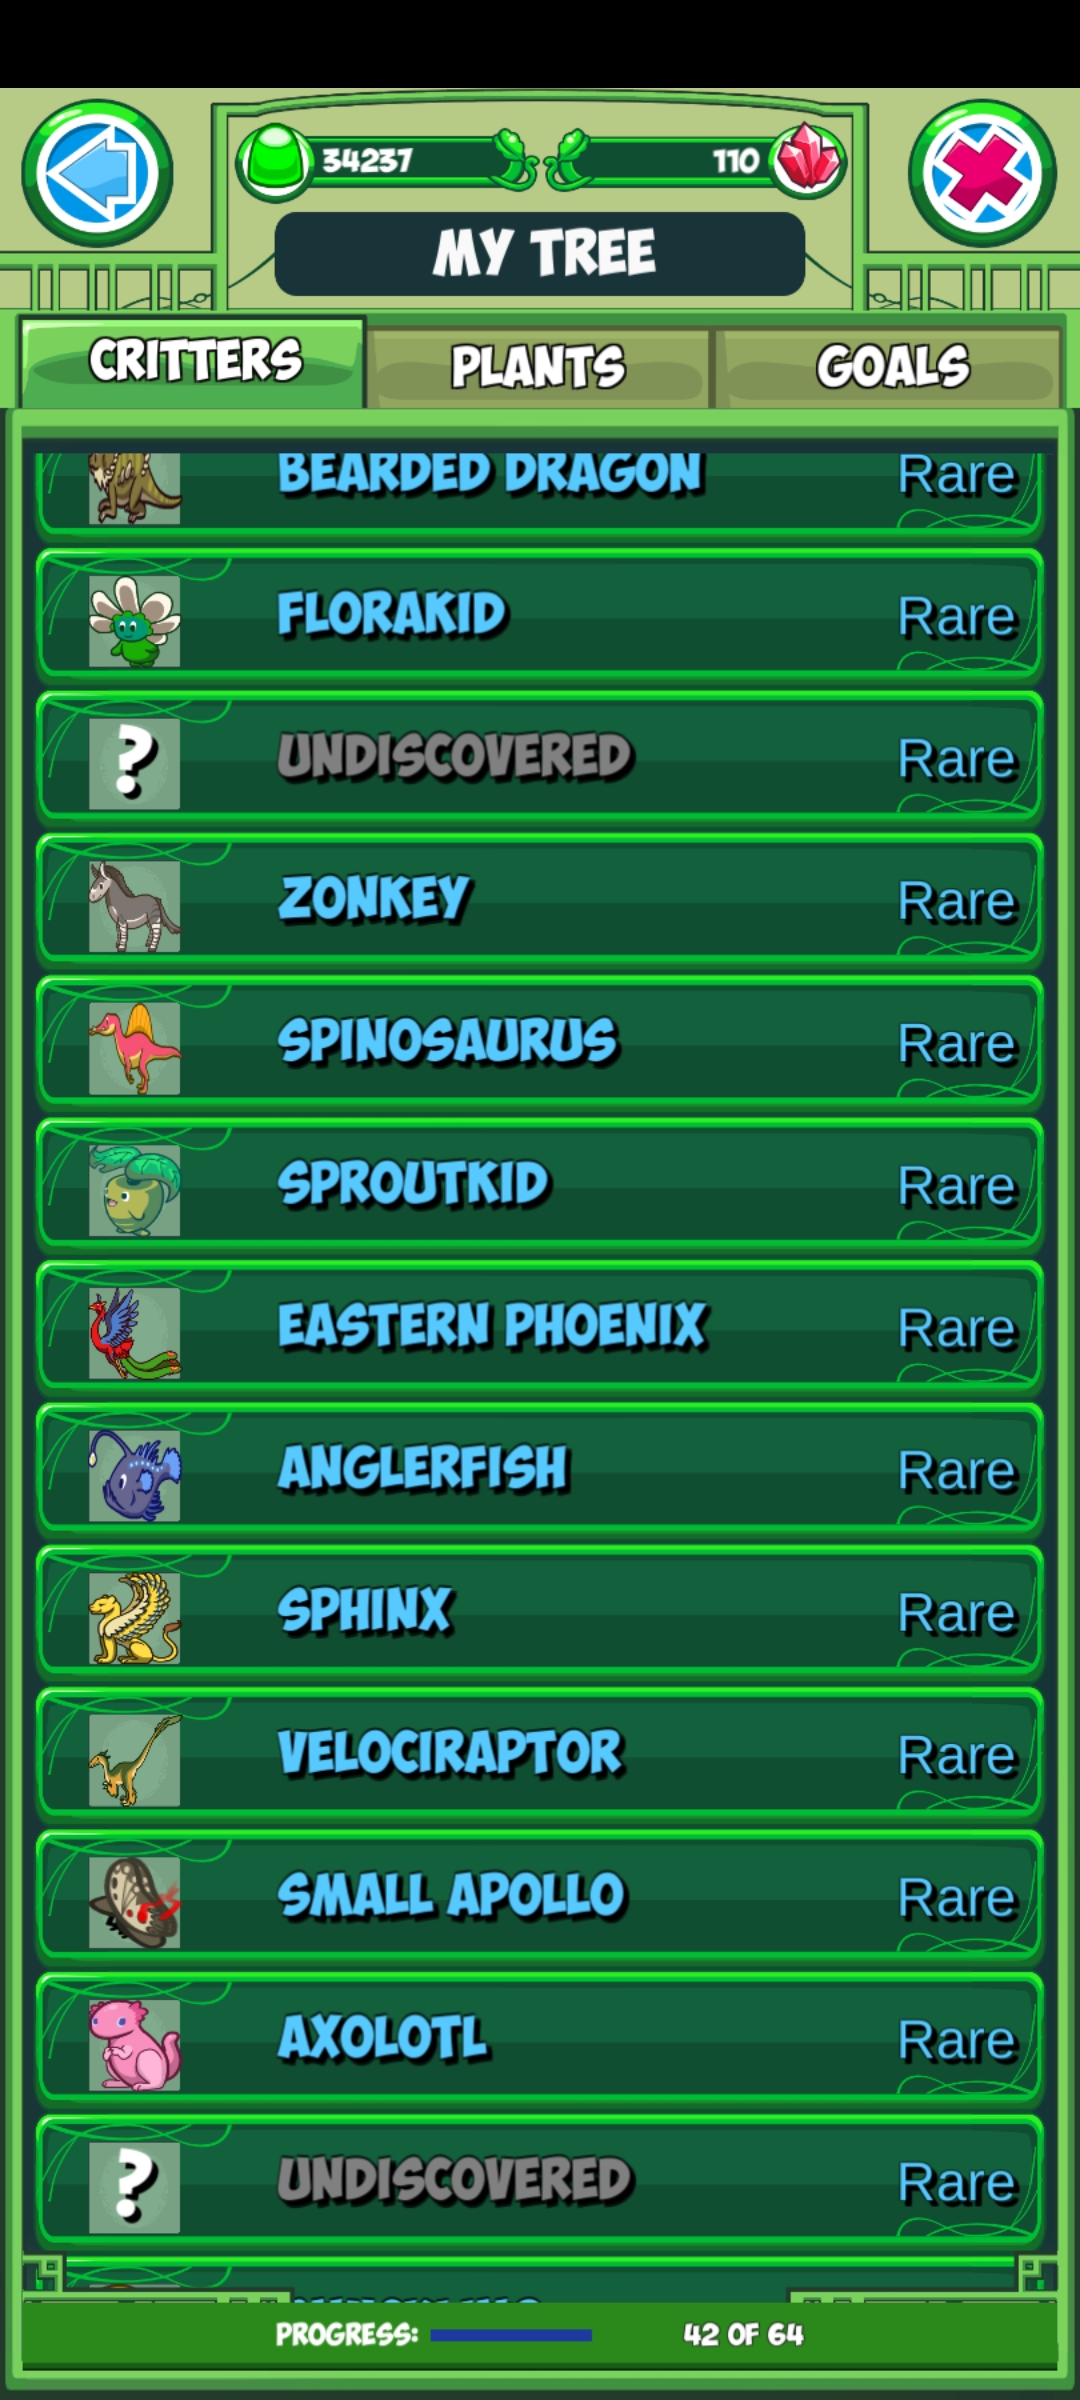 34237
110
MY TREE
CRITTERS
PLANTS
GOALS
BEARDED DRAGON Rare
FLORAKID Rare
? UNDISCOVERED Rare
ZONKEY Rare
SPINOSAURUS Rare
SPROUTKID Rare
EASTERN PHOENIX Rare
ANGLERFISH Rare
SPHINX Rare
VELOCIRAPTOR Rare
SMALL APOLLO Rare
AXOLOTL Rare
? UNDISCOVERED Rare
PROGRESS: 42 OF 64